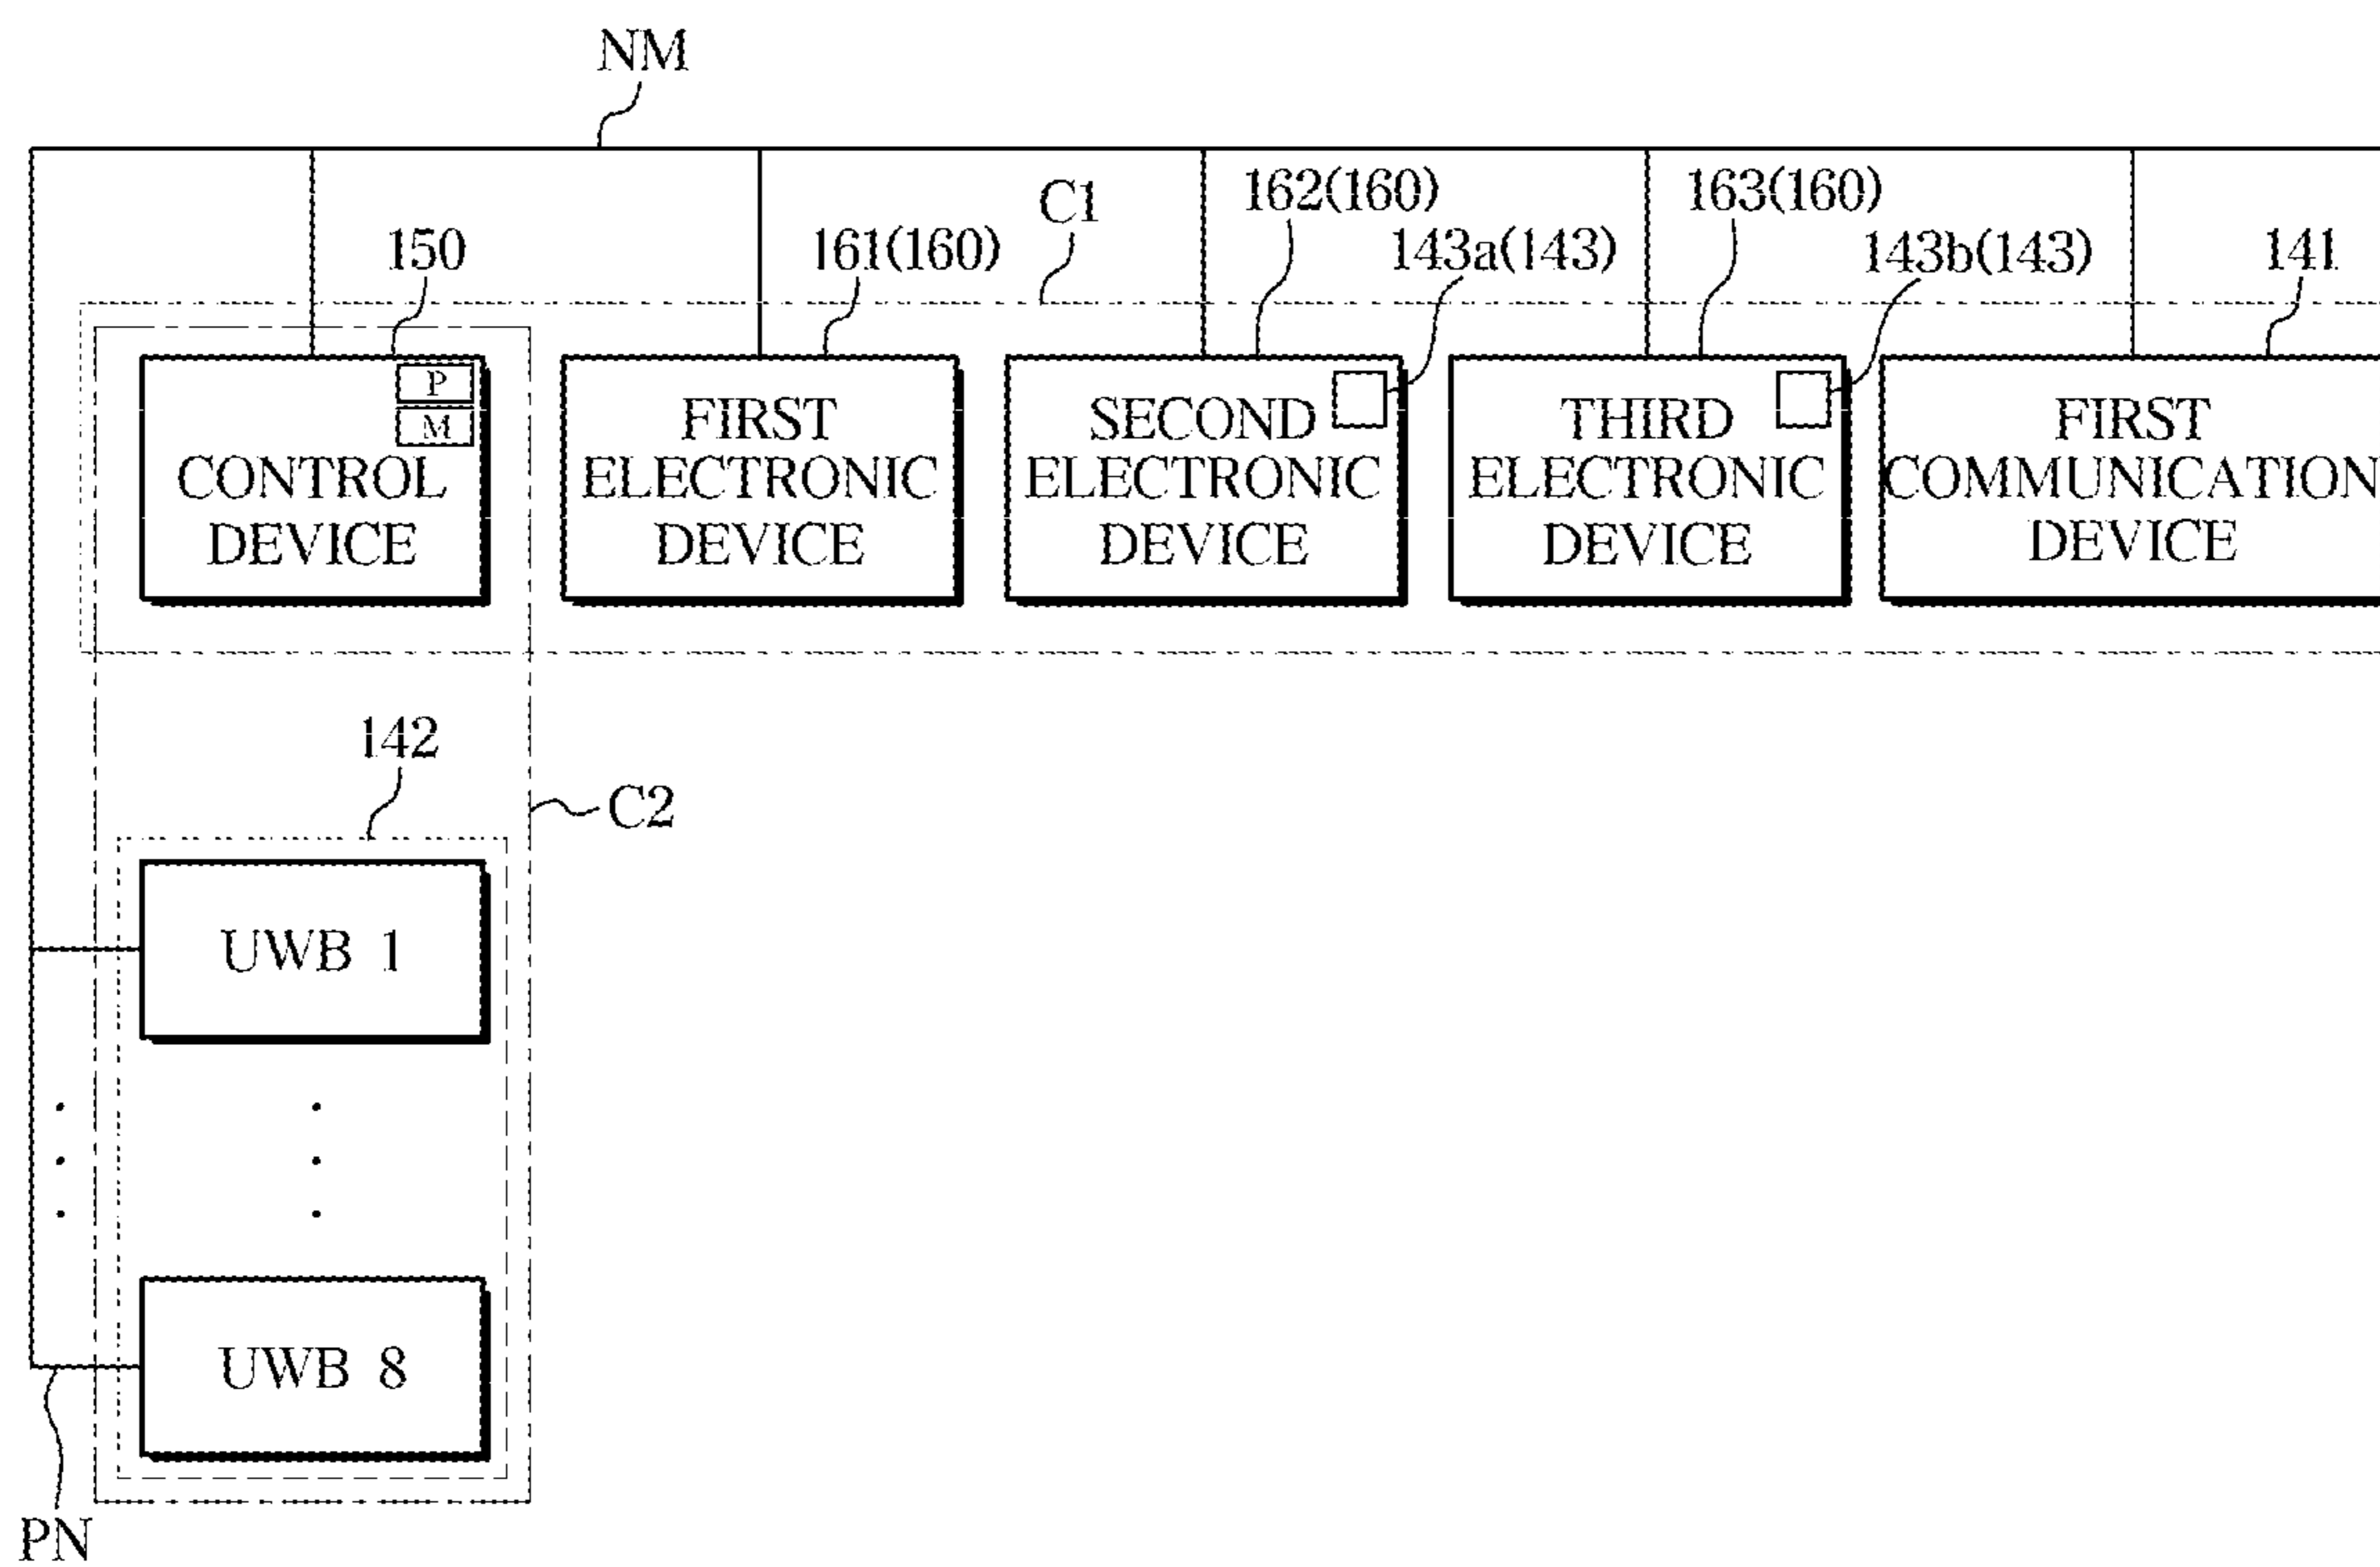 NM
C1
162(160)
163(160)
150
161(160)
143a(143)
143b(143)
141
P
M
CONTROL
DEVICE
FIRST
ELECTRONIC
DEVICE
SECOND
ELECTRONIC
DEVICE
THIRD
ELECTRONIC
DEVICE
FIRST
COMMUNICATION
DEVICE
142
C2
UWB 1
UWB 8
PN